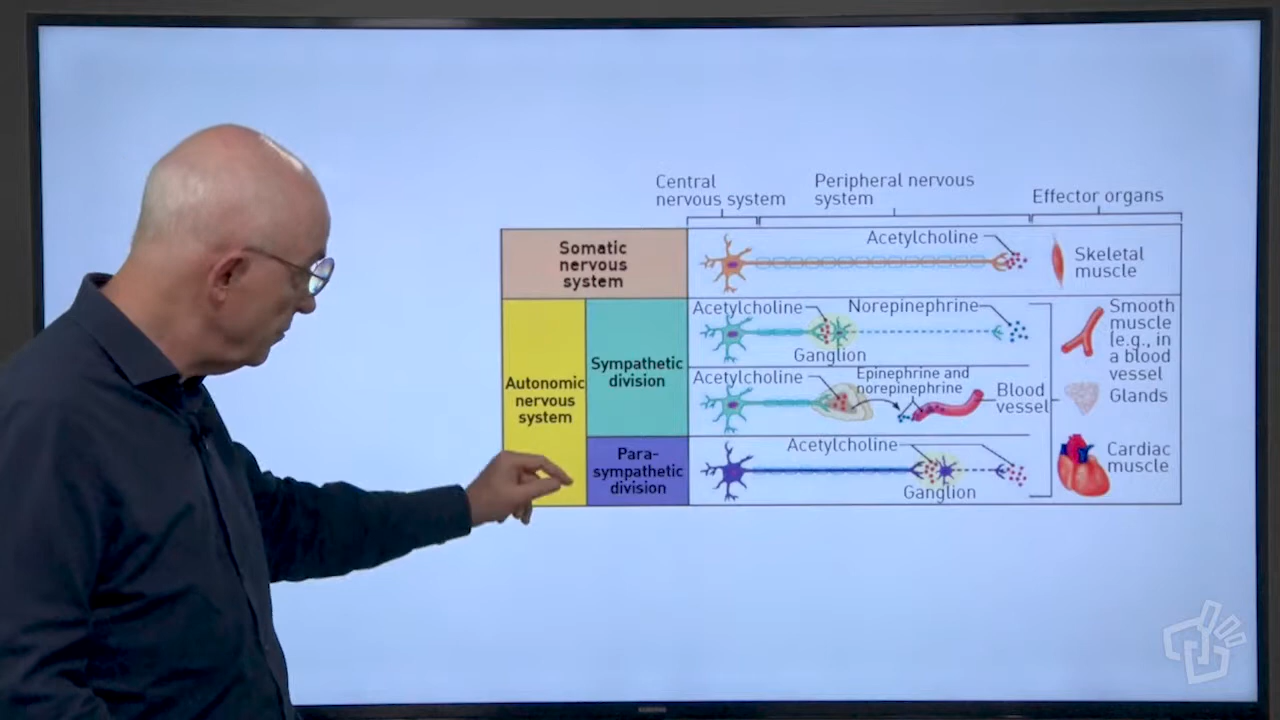 Central
nervous system
Peripheral nervous
system
Effector organs
Somatic
nervous
system
Acetylcholine
Skeletal
muscle
Autonomic
nervous
system
Sympathetic
division
Acetylcholine
Norepinephrine
Ganglion
Smooth
muscle
(e.g., in
a blood
vessel
Acetylcholine
Epinephrine and
norepinephrine
Blood
vessel
Glands
Para-
sympathetic
division
Acetylcholine
Ganglion
Cardiac
muscle